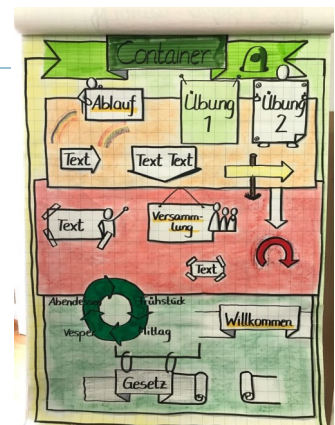 Container
Ablauf
Übung
1
Übung
2
Text
Text Text
Text
Versamm-
lung
Text
Abendessen
Frühstück
Vesper
Mittag
Willkommen
Gesetz